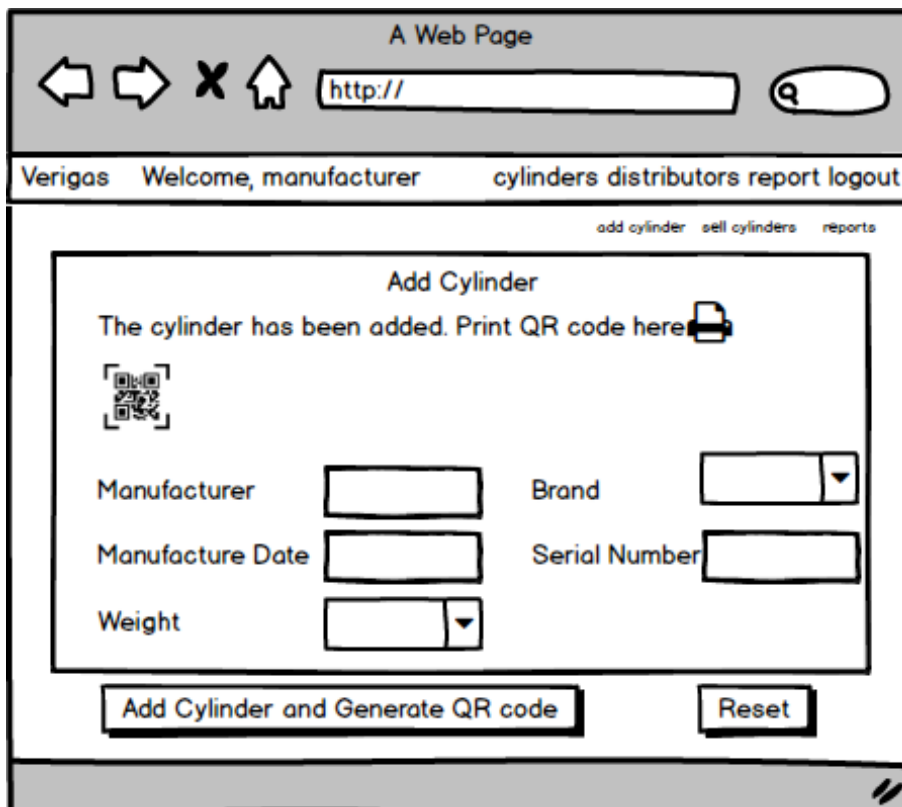 A Web Page
http://
Verigas Welcome, manufacturer cylinders distributors report logout
add cylinder sell cylinders reports
Add Cylinder
The cylinder has been added. Print QR code here
Manufacturer Brand
Manufacture Date Serial Number
Weight
Add Cylinder and Generate QR code Reset